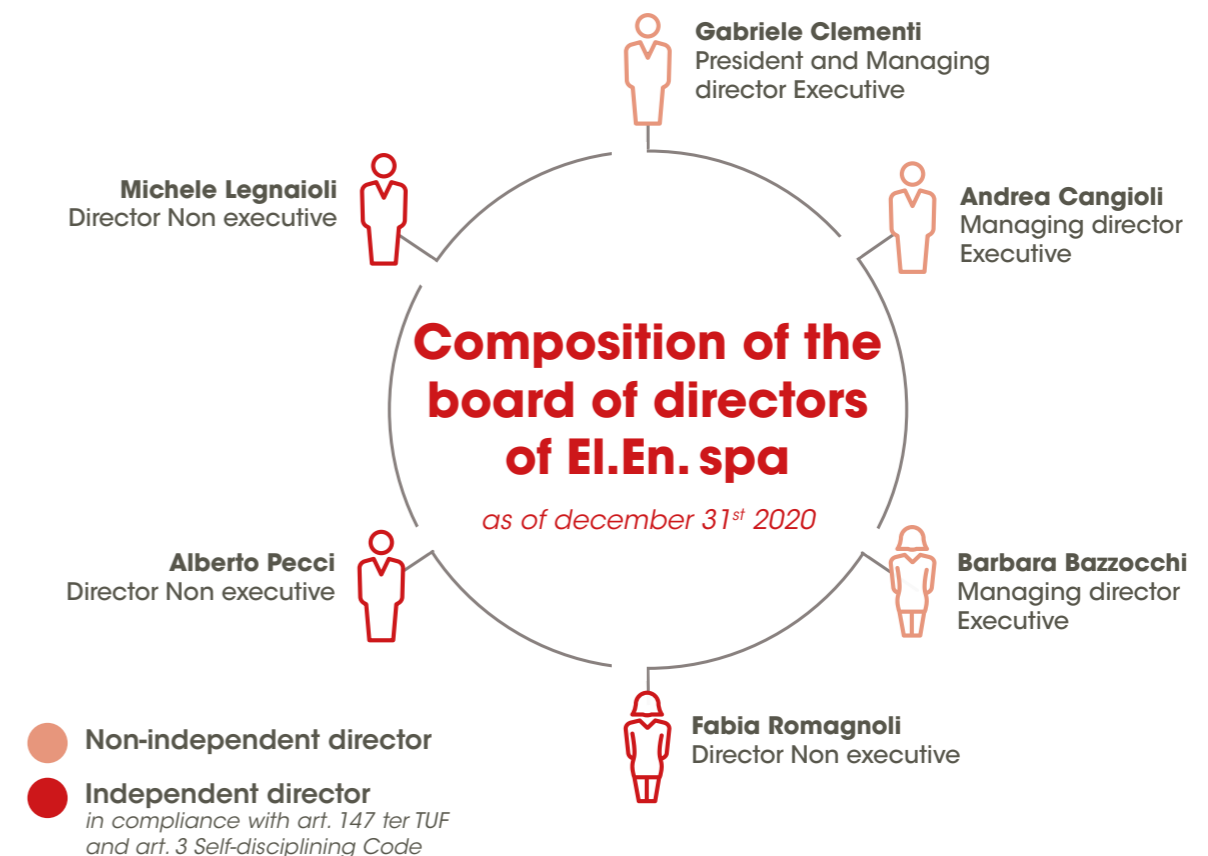 Gabriele Clementi
President and Managing
director Executive
Michele Legnaioli
Director Non executive
Andrea Cangioli
Managing director
Executive
Composition of the
board of directors
of El.En. spa
as of december 31st 2020
Alberto Pecci
Director Non executive
Barbara Bazzocchi
Managing director
Executive
Fabia Romagnoli
Director Non executive
Non-independent director
Independent director
in compliance with art. 147 ter TUF
and art. 3 Self-disciplining Code